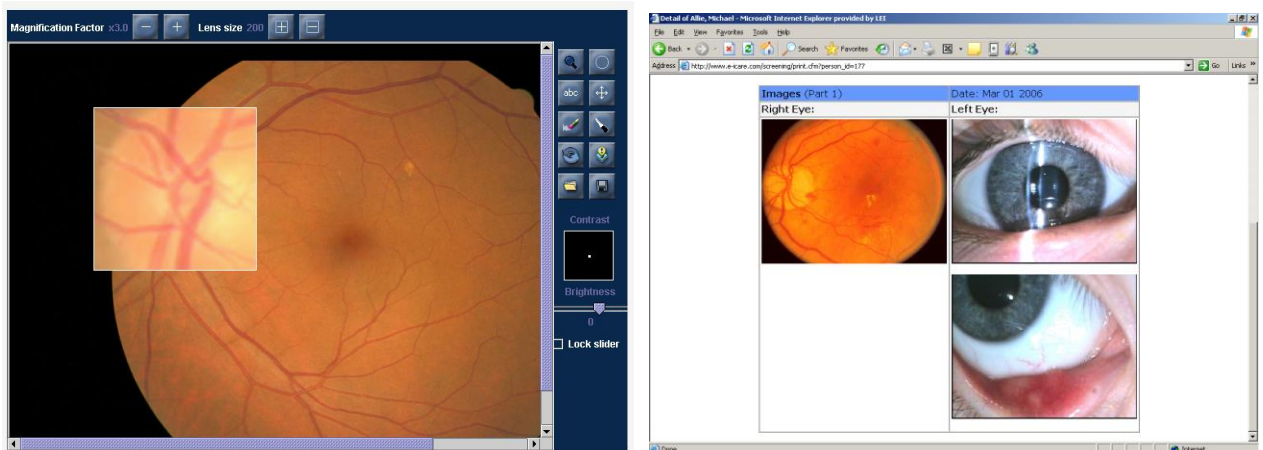 Magnification Factor x3.0 Lens size 200
abc
Contrast
Brightness
0
Lock slider
Detail of Allie, Michael - Microsoft Internet Explorer provided by LEI
File Edit View Favorites Tools Help
Back Search Favorites
Address http://www.e-icare.com/screening/print.cfm?person_id=177 Go Links »
Images (Part 1) Date: Mar 01 2006
Right Eye: Left Eye:
Done Internet